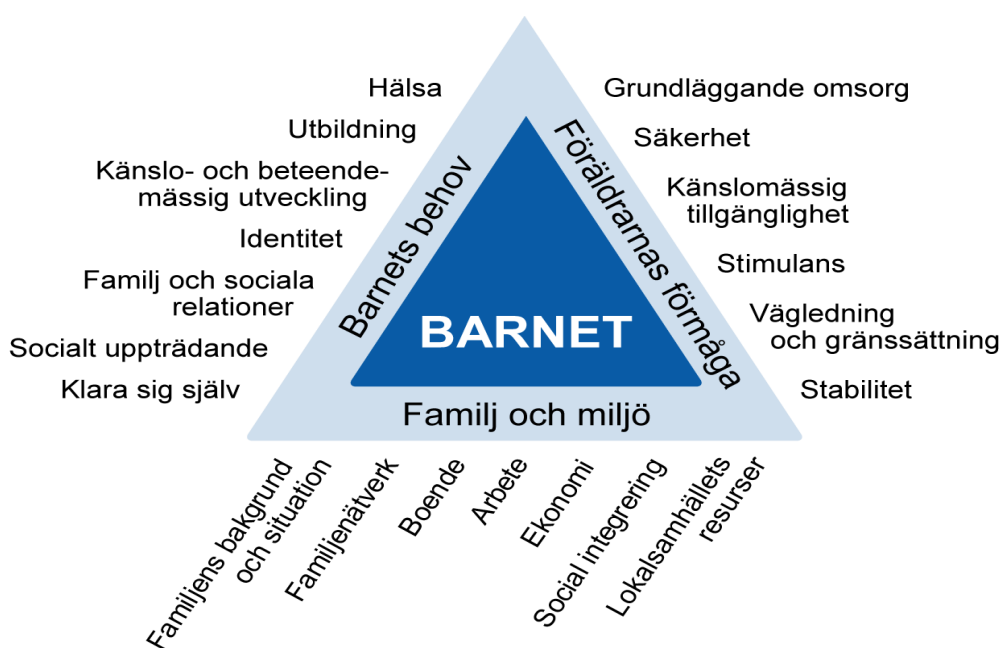 Hälsa
Utbildning
Känslo- och beteende-
mässig utveckling
Identitet
Familj och sociala
relationer
Socialt uppträdande
Klara sig själv
Barnets behov
BARNET
Föräldrarnas förmåga
Grundläggande omsorg
Säkerhet
Känslomässig
tillgänglighet
Stimulans
Vägledning
och gränssättning
Stabilitet
Familj och miljö
Familjens bakgrund
och situation
Familjenätverk
Boende
Arbete
Ekonomi
Social integrering
Lokalsamhällets
resurser